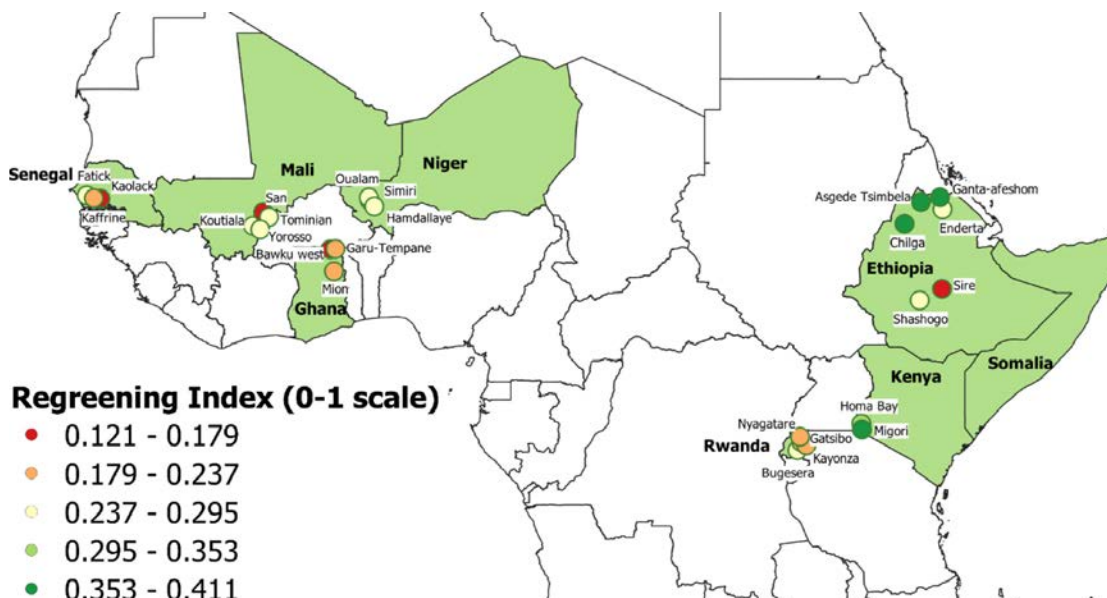 Senegal
Fatick
Kaolack
Kaffrine
Mali
San
Koutiala
Tominian
Yorosso
Niger
Oualam
Simiri
Hamdallaye
Bawku west
Garu-Tempane
Mion
Ghana
Asgede Tsimbela
Ganta-afeshom
Enderta
Chilga
Ethiopia
Sire
Shashogo
Somalia
Kenya
Homa Bay
Migori
Nyagatare
Gatsibo
Rwanda
Kayonza
Bugesera
Regreening Index (0-1 scale)
0.121 - 0.179
0.179 - 0.237
0.237 - 0.295
0.295 - 0.353
0.353 - 0.411